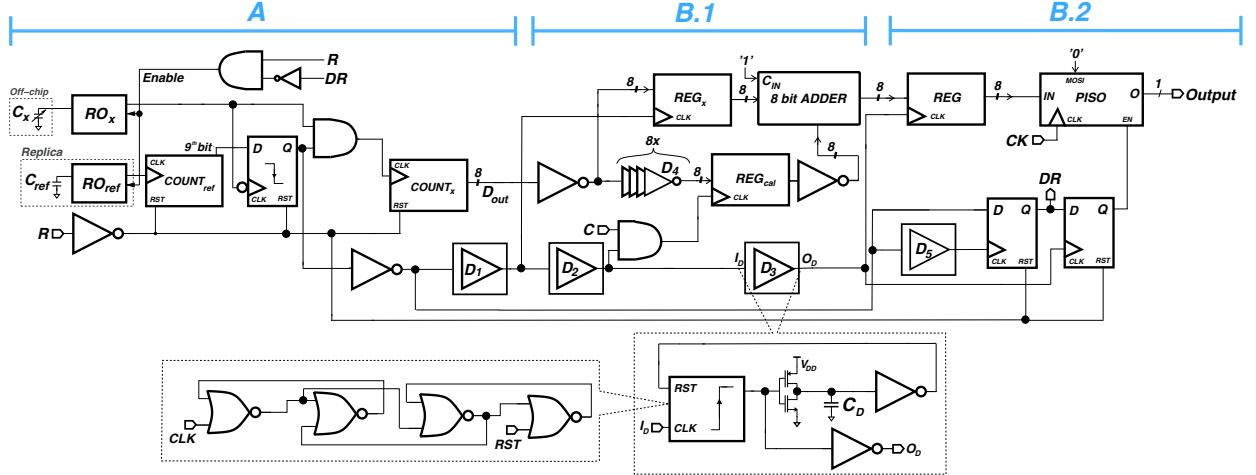 A B.1 B.2
R
DR
Enable
Off-chip
Cx
ROx
Replica
Cref
ROref
9th bit
CLK
COUNTref
RST
D Q
CLK
RST
CLK
COUNTx
RST
8
Dout
R
8
REGx
CLK
8
'1'
CIN
8 bit ADDER
8
REG
CLK
8
'0'
MOSI
IN PISO O
CLK EN
1
Output
CK
8x
D4
8
REGcal
CLK
8
C
D1
D2
ID
D3
OD
D5
D Q
CLK
RST
DR
D Q
CLK
RST
CLK
RST
RST
CLK
ID
VDD
CD
OD